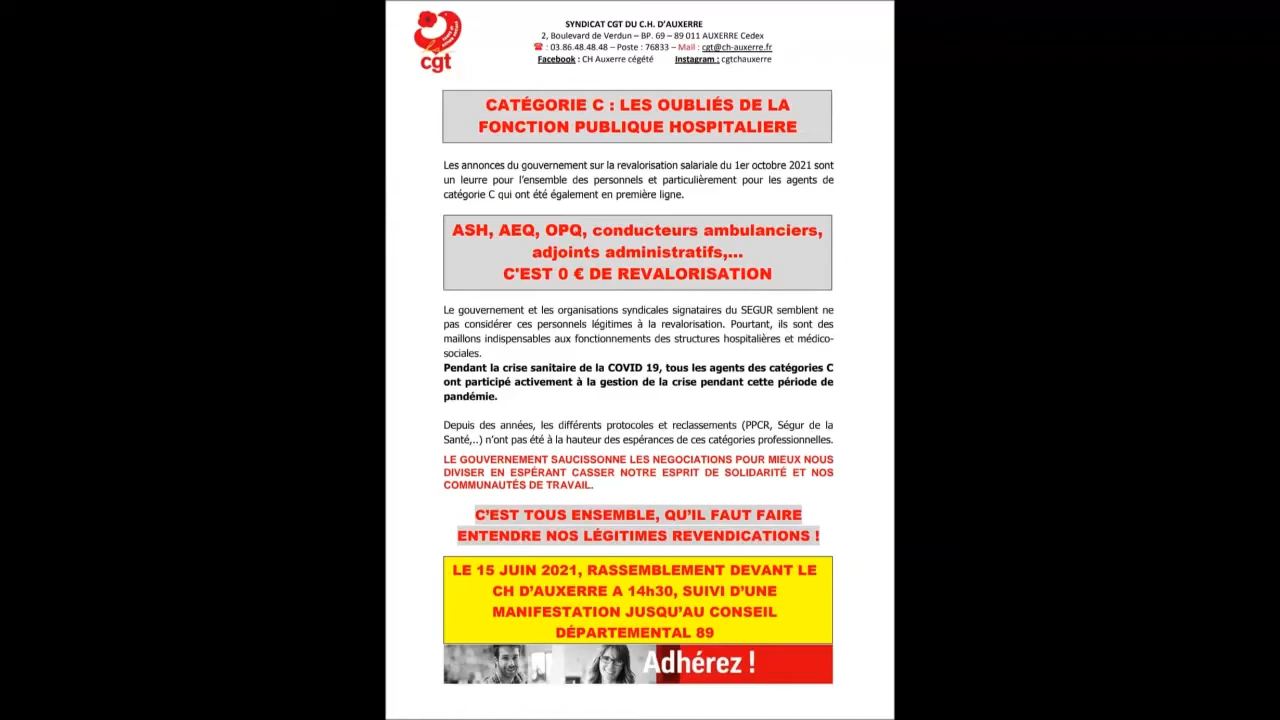 cgt
SYNDICAT CGT DU C.H. D'AUXERRE
2, Boulevard de Verdun – BP. 69 – 89 011 AUXERRE Cedex
☎ : 03.86.48.48.48 – Poste : 76833 – Mail : cgt@ch-auxerre.fr
Facebook : CH Auxerre cégété Instagram : cgtchauxerre
CATÉGORIE C : LES OUBLIÉS DE LA
FONCTION PUBLIQUE HOSPITALIERE
Les annonces du gouvernement sur la revalorisation salariale du 1er octobre 2021 sont
un leurre pour l'ensemble des personnels et particulièrement pour les agents de
catégorie C qui ont été également en première ligne.
ASH, AEQ, OPQ, conducteurs ambulanciers,
adjoints administratifs,...
C'EST 0 € DE REVALORISATION
Le gouvernement et les organisations syndicales signataires du SEGUR semblent ne
pas considérer ces personnels légitimes à la revalorisation. Pourtant, ils sont des
maillons indispensables aux fonctionnements des structures hospitalières et médico-
sociales.
Pendant la crise sanitaire de la COVID 19, tous les agents des catégories C
ont participé activement à la gestion de la crise pendant cette période de
pandémie.
Depuis des années, les différents protocoles et reclassements (PPCR, Ségur de la
Santé,..) n'ont pas été à la hauteur des espérances de ces catégories professionnelles.
LE GOUVERNEMENT SAUCISSONNE LES NEGOCIATIONS POUR MIEUX NOUS
DIVISER EN ESPÉRANT CASSER NOTRE ESPRIT DE SOLIDARITÉ ET NOS
COMMUNAUTÉS DE TRAVAIL.
C'EST TOUS ENSEMBLE, QU'IL FAUT FAIRE
ENTENDRE NOS LÉGITIMES REVENDICATIONS !
LE 15 JUIN 2021, RASSEMBLEMENT DEVANT LE
CH D'AUXERRE A 14h30, SUIVI D'UNE
MANIFESTATION JUSQU'AU CONSEIL
DÉPARTEMENTAL 89
Adhérez !